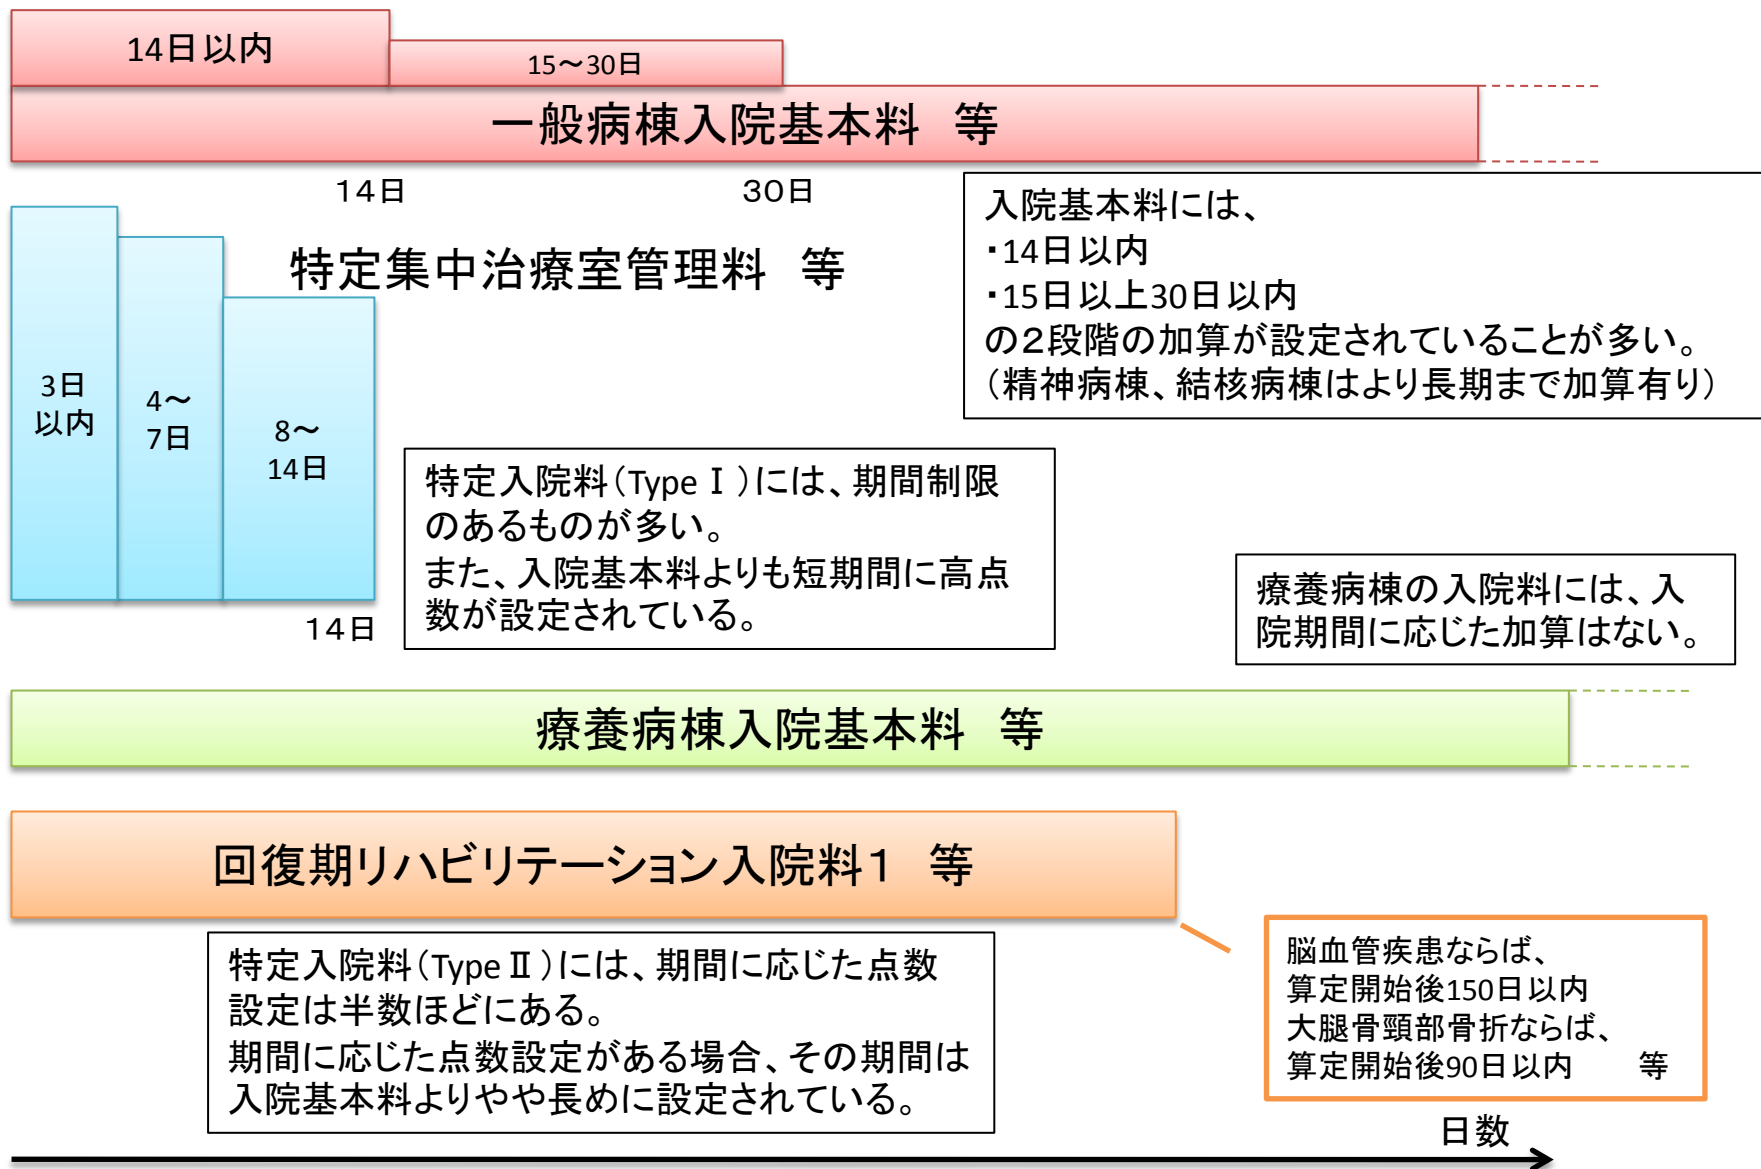 14日以内
15～30日
一般病棟入院基本料　等
１４日
３０日
入院基本料には、
・14日以内
・15日以上30日以内
の２段階の加算が設定されていることが多い。
（精神病棟、結核病棟はより長期まで加算有り）
特定集中治療室管理料　等
3日
以内
4～
7日
8～
14日
１４日
特定入院料（TypeⅠ）には、期間制限
のあるものが多い。
また、入院基本料よりも短期間に高点
数が設定されている。
療養病棟の入院料には、入
院期間に応じた加算はない。
療養病棟入院基本料　等
回復期リハビリテーション入院料１　等
特定入院料（TypeⅡ）には、期間に応じた点数
設定は半数ほどにある。
期間に応じた点数設定がある場合、その期間は
入院基本料よりやや長めに設定されている。
脳血管疾患ならば、
算定開始後150日以内
大腿骨頸部骨折ならば、
算定開始後90日以内　　等
日数